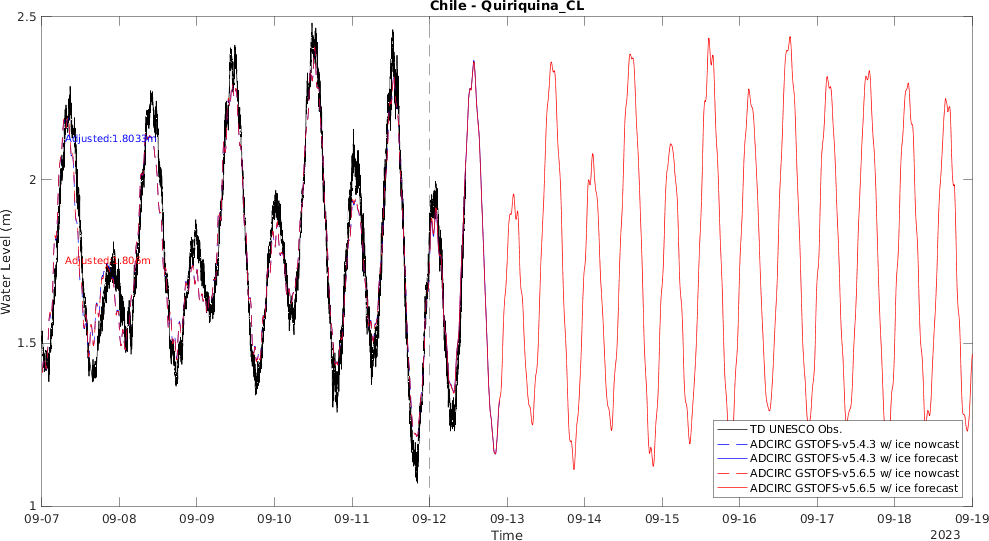 Chile - Quiriquina_CL
2.5
2
1.5
1
Water Level (m)
Adjusted:1.8033m
Adjusted: .806m
TD UNESCO Obs.
ADCIRC GSTOFS-v5.4.3 w/ ice nowcast
ADCIRC GSTOFS-v5.4.3 w/ ice forecast
ADCIRC GSTOFS-v5.6.5 w/ ice nowcast
ADCIRC GSTOFS-v5.6.5 w/ ice forecast
09-07 09-08 09-09 09-10 09-11 09-12 09-13 09-14 09-15 09-16 09-17 09-18 09-19
Time
2023